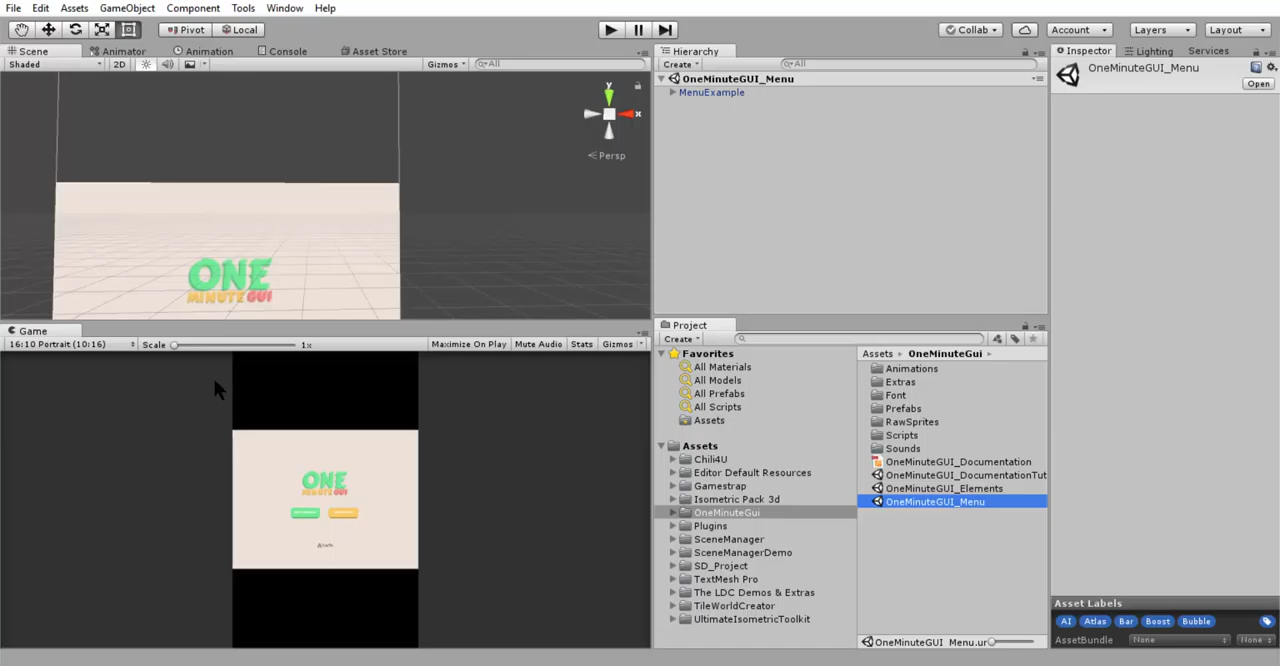 File Edit Assets GameObject Component Tools Window Help
Pivot Local Collab Account Layers Layout
Scene Animator Animation Console Asset Store
Shaded 2D Gizmos All
y
x
Persp
ONE
MINUTE GUI
Game
16:10 Portrait (10:16) Scale 1x Maximize On Play Mute Audio Stats Gizmos
ONE
MINUTE GUI
Hierarchy
Create All
OneMinuteGUI_Menu
MenuExample
Project
Create
Favorites
All Materials
All Models
All Prefabs
All Scripts
Assets
Assets
Chili4U
Editor Default Resources
Gamestrap
Isometric Pack 3d
OneMinuteGui
Plugins
SceneManager
SceneManagerDemo
SD_Project
TextMesh Pro
The LDC Demos & Extras
TileWorldCreator
UltimateIsometricToolkit
Assets OneMinuteGui
Animations
Extras
Font
Prefabs
RawSprites
Scripts
Sounds
OneMinuteGUI_Documentation
OneMinuteGUI_DocumentationTut
OneMinuteGUI_Elements
OneMinuteGUI_Menu
OneMinuteGUI_Menu.ur
Inspector Lighting Services
OneMinuteGUI_Menu
Open
Asset Labels
AI Atlas Bar Boost Bubble
AssetBundle None None